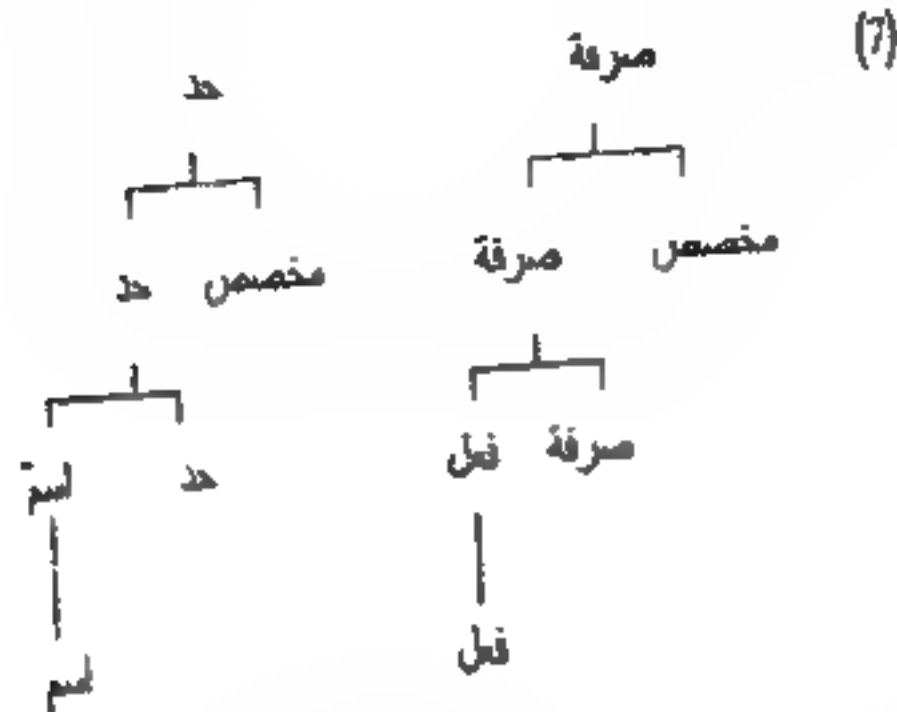 (7)
صرفة حد
مخصص صرفة مخصص حد
صرفة فعل حد اسم
فعل اسم